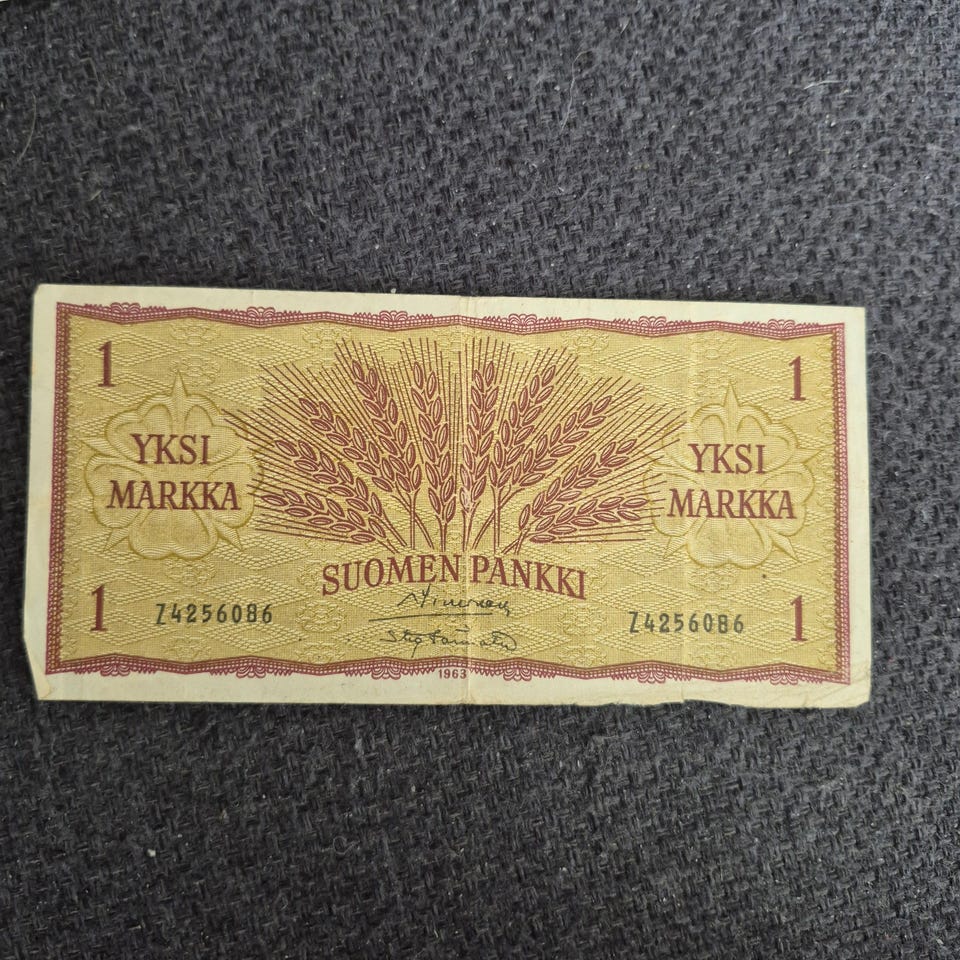 1
1
YKSI
MARKKA
YKSI
MARKKA
SUOMEN PANKKI
1
Z4256086
Z4256086
1
1963